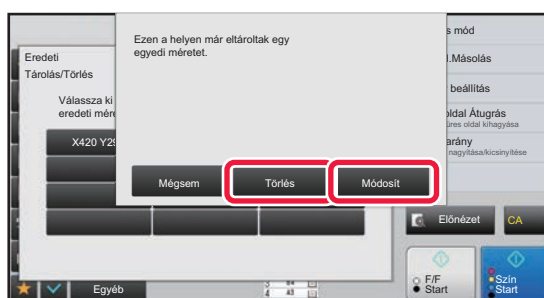 Ezen a helyen már eltároltak egy
egyedi méretet.
Mégsem
Törlés
Módosít
Eredeti
Tárolás/Törlés
Válassza ki
eredeti mére
X420 Y29
s mód
.Másolás
beállítás
oldal Átugrás
üres oldal kihagyása
arány
nagyítása/kicsinyítése
Előnézet
CA
F/F
Start
Szín
Start
Egyéb